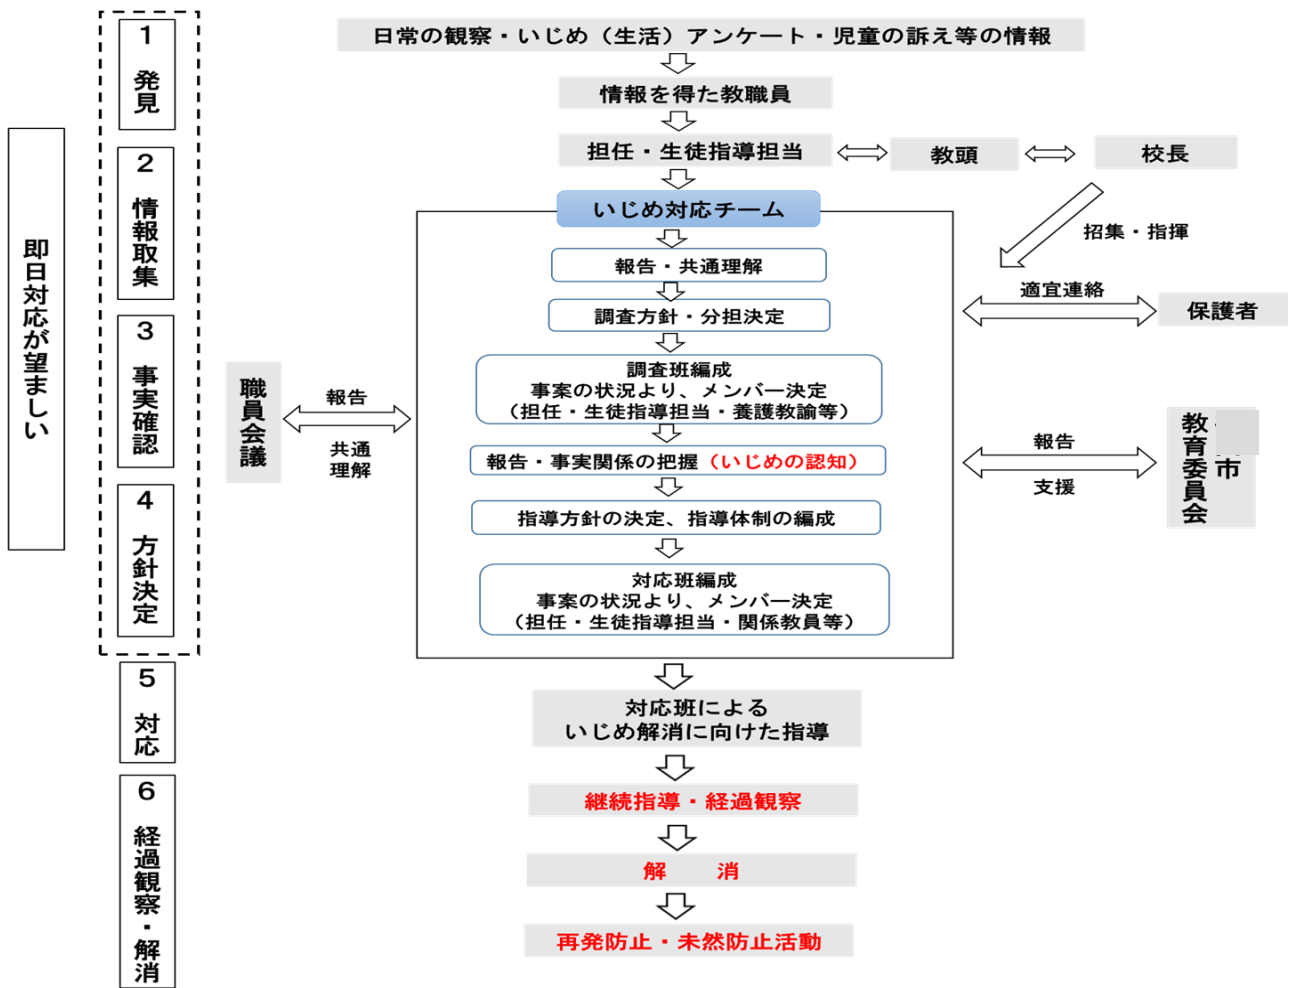 即日対応が望ましい
1 発見
2 情報取集
3 事実確認
4 方針決定
5 対応
6 経過観察・解消
日常の観察・いじめ（生活）アンケート・児童の訴え等の情報
情報を得た教職員
担任・生徒指導担当
教頭
校長
招集・指揮
いじめ対応チーム
報告・共通理解
調査方針・分担決定
調査班編成
事案の状況より、メンバー決定
（担任・生徒指導担当・養護教諭等）
報告・事実関係の把握（いじめの認知）
指導方針の決定、指導体制の編成
対応班編成
事案の状況より、メンバー決定
（担任・生徒指導担当・関係教員等）
職員会議
報告
共通
理解
適宜連絡
保護者
報告
支援
市
教育委員会
対応班による
いじめ解消に向けた指導
継続指導・経過観察
解　消
再発防止・未然防止活動